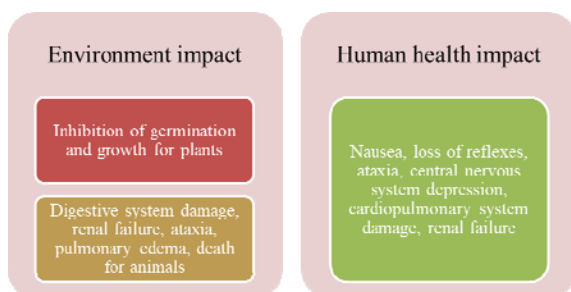 Environment impact
Inhibition of germination
and growth for plants
Digestive system damage,
renal failure, ataxia,
pulmonary edema, death
for animals
Human health impact
Nausea, loss of reflexes,
ataxia, central nervous
system depression,
cardiopulmonary system
damage, renal failure